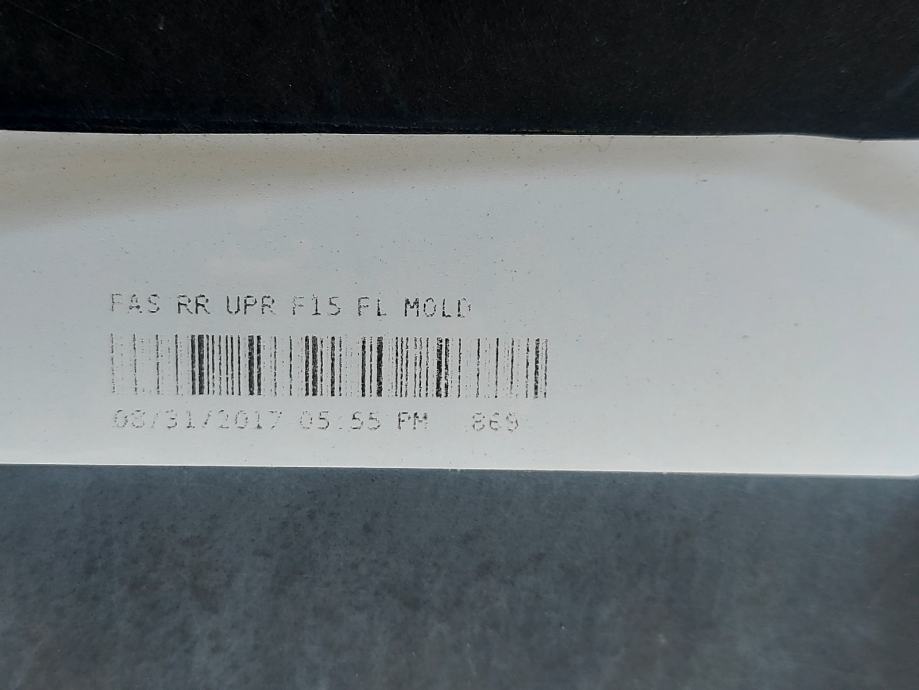 FAS RR UPR F15 FL MOLD
08/31/2017 05:55 PM 869